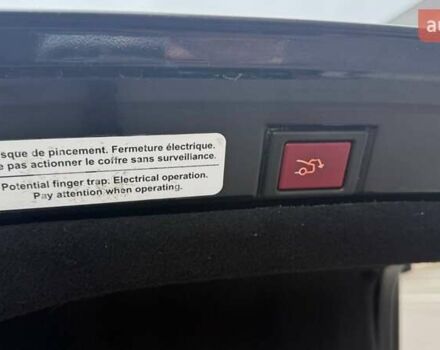 de pincement. Fermeture électrique.
pas actionner le coffre sans surveillance.
Potential finger trap. Electrical operation.
Pay attention when operating.